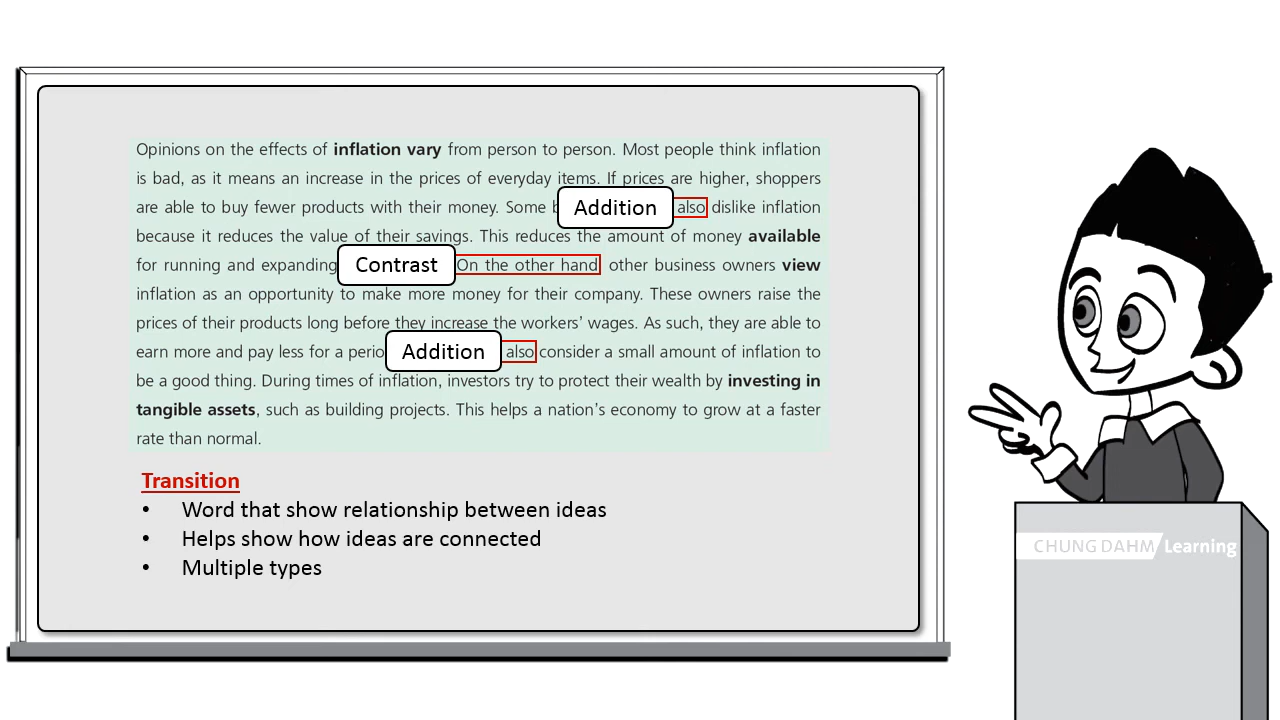 Opinions on the effects of inflation vary from person to person. Most people think inflation
is bad, as it means an increase in the prices of everyday items. If prices are higher, shoppers
are able to buy fewer products with their money. Some Addition also dislike inflation
because it reduces the value of their savings. This reduces the amount of money available
for running and expanding Contrast On the other hand other business owners view
inflation as an opportunity to make more money for their company. These owners raise the
prices of their products long before they increase the workers’ wages. As such, they are able to
earn more and pay less for a Addition also consider a small amount of inflation to
be a good thing. During times of inflation, investors try to protect their wealth by investing in
tangible assets, such as building projects. This helps a nation’s economy to grow at a faster
rate than normal.
Transition
• Word that show relationship between ideas
• Helps show how ideas are connected
• Multiple types
CHUNG DAHM Learning